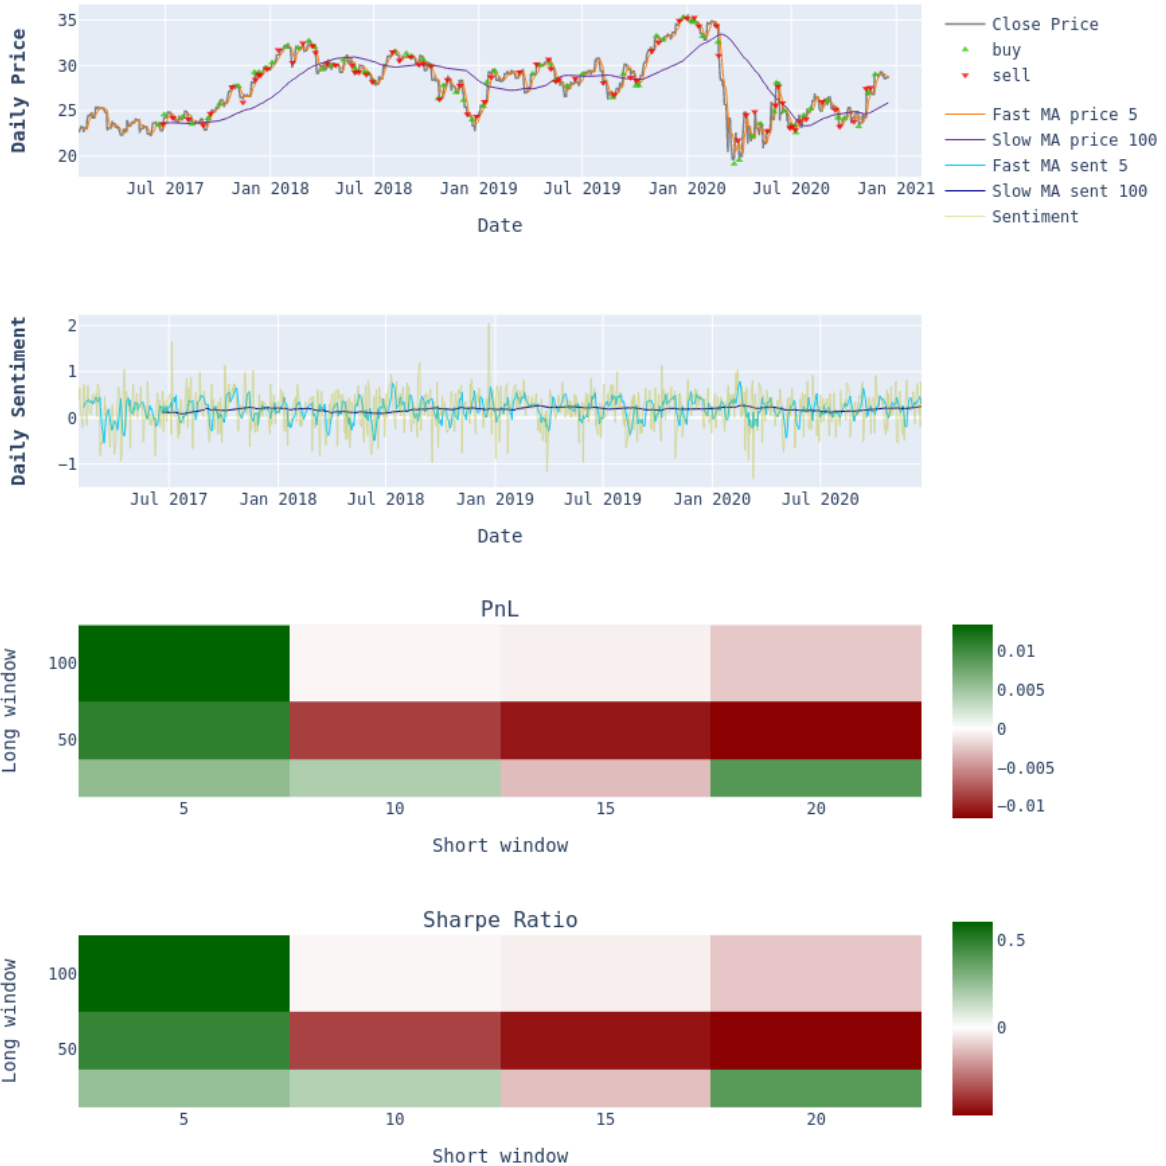 Daily Price
35
30
25
20
Jul 2017 Jan 2018 Jul 2018 Jan 2019 Jul 2019 Jan 2020 Jul 2020 Jan 2021
Date
Close Price
buy
sell
Fast MA price 5
Slow MA price 100
Fast MA sent 5
Slow MA sent 100
Sentiment
Daily Sentiment
2
1
0
−1
Jul 2017 Jan 2018 Jul 2018 Jan 2019 Jul 2019 Jan 2020 Jul 2020
Date
PnL
Long window
100
50
5 10 15 20
Short window
0.01
0.005
0
−0.005
−0.01
Sharpe Ratio
Long window
100
50
5 10 15 20
Short window
0.5
0